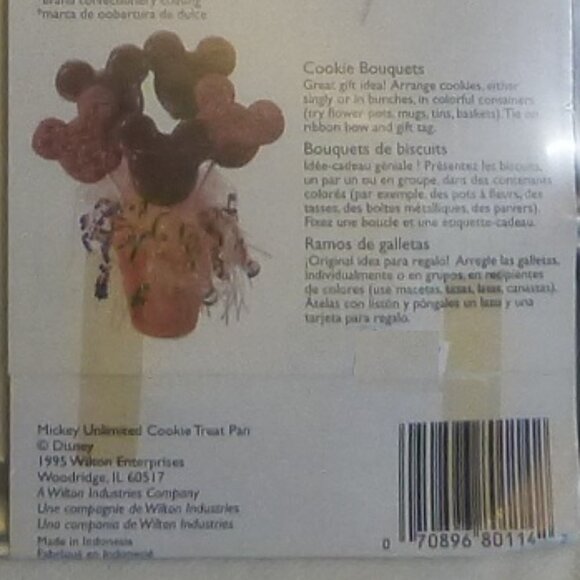 *brand confectionery coating
*marca de cobertura de dulce
Cookie Bouquets
Great gift idea! Arrange cookies, either
singly or in bunches, in colorful containers
(try flower pots, mugs, tins, baskets). Tie on
ribbon bow and gift tag.
Bouquets de biscuits
Idée-cadeau géniale ! Présentez les biscuits,
un par un ou en groupe, dans des contenants
colorés (par exemple, des pots à fleurs, des
tasses, des boîtes métalliques, des paniers).
Fixez une boucle et une étiquette-cadeau.
Ramos de galletas
¡Original idea para regalo! Arregle las galletas,
individualmente o en grupos, en recipientes
de colores (use macetas, tazas, latas, canastas).
Átelas con listón y póngales un lazo y una
tarjeta para regalo.
Mickey Unlimited Cookie Treat Pan
© Disney
1995 Wilton Enterprises
Woodridge, IL 60517
A Wilton Industries Company
Une compagnie de Wilton Industries
Una compania de Wilton Industries
Made in Indonesia
Fabriqué en Indonésie
0 70896 80114 2